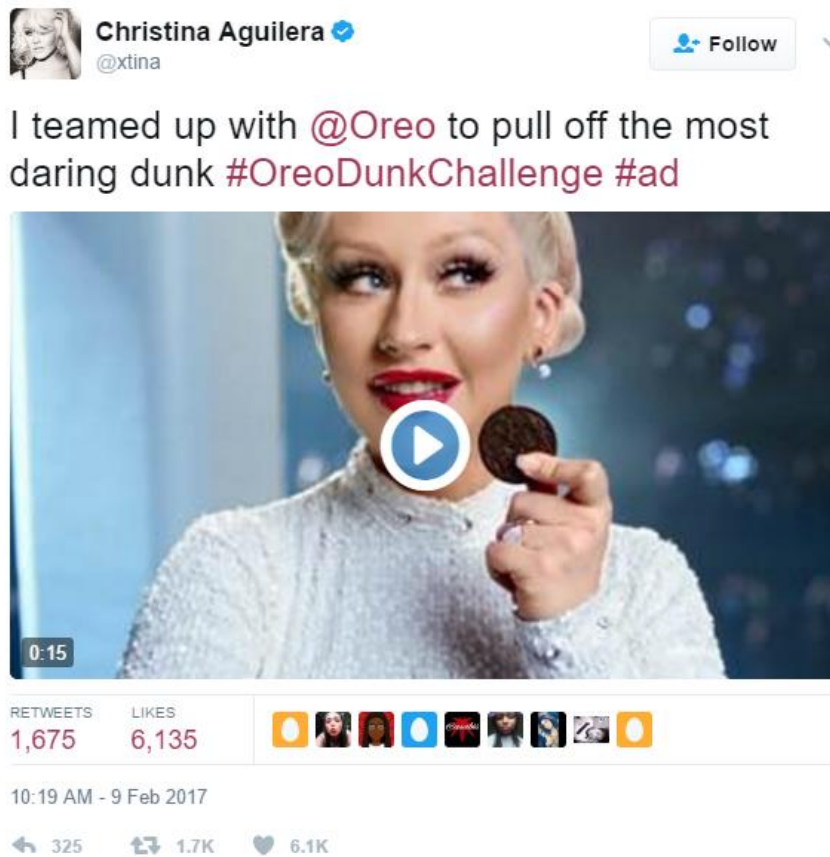 Christina Aguilera
@xtina
Follow
I teamed up with @Oreo to pull off the most
daring dunk #OreoDunkChallenge #ad
0:15
RETWEETS LIKES
1,675 6,135
10:19 AM - 9 Feb 2017
325 1.7K 6.1K